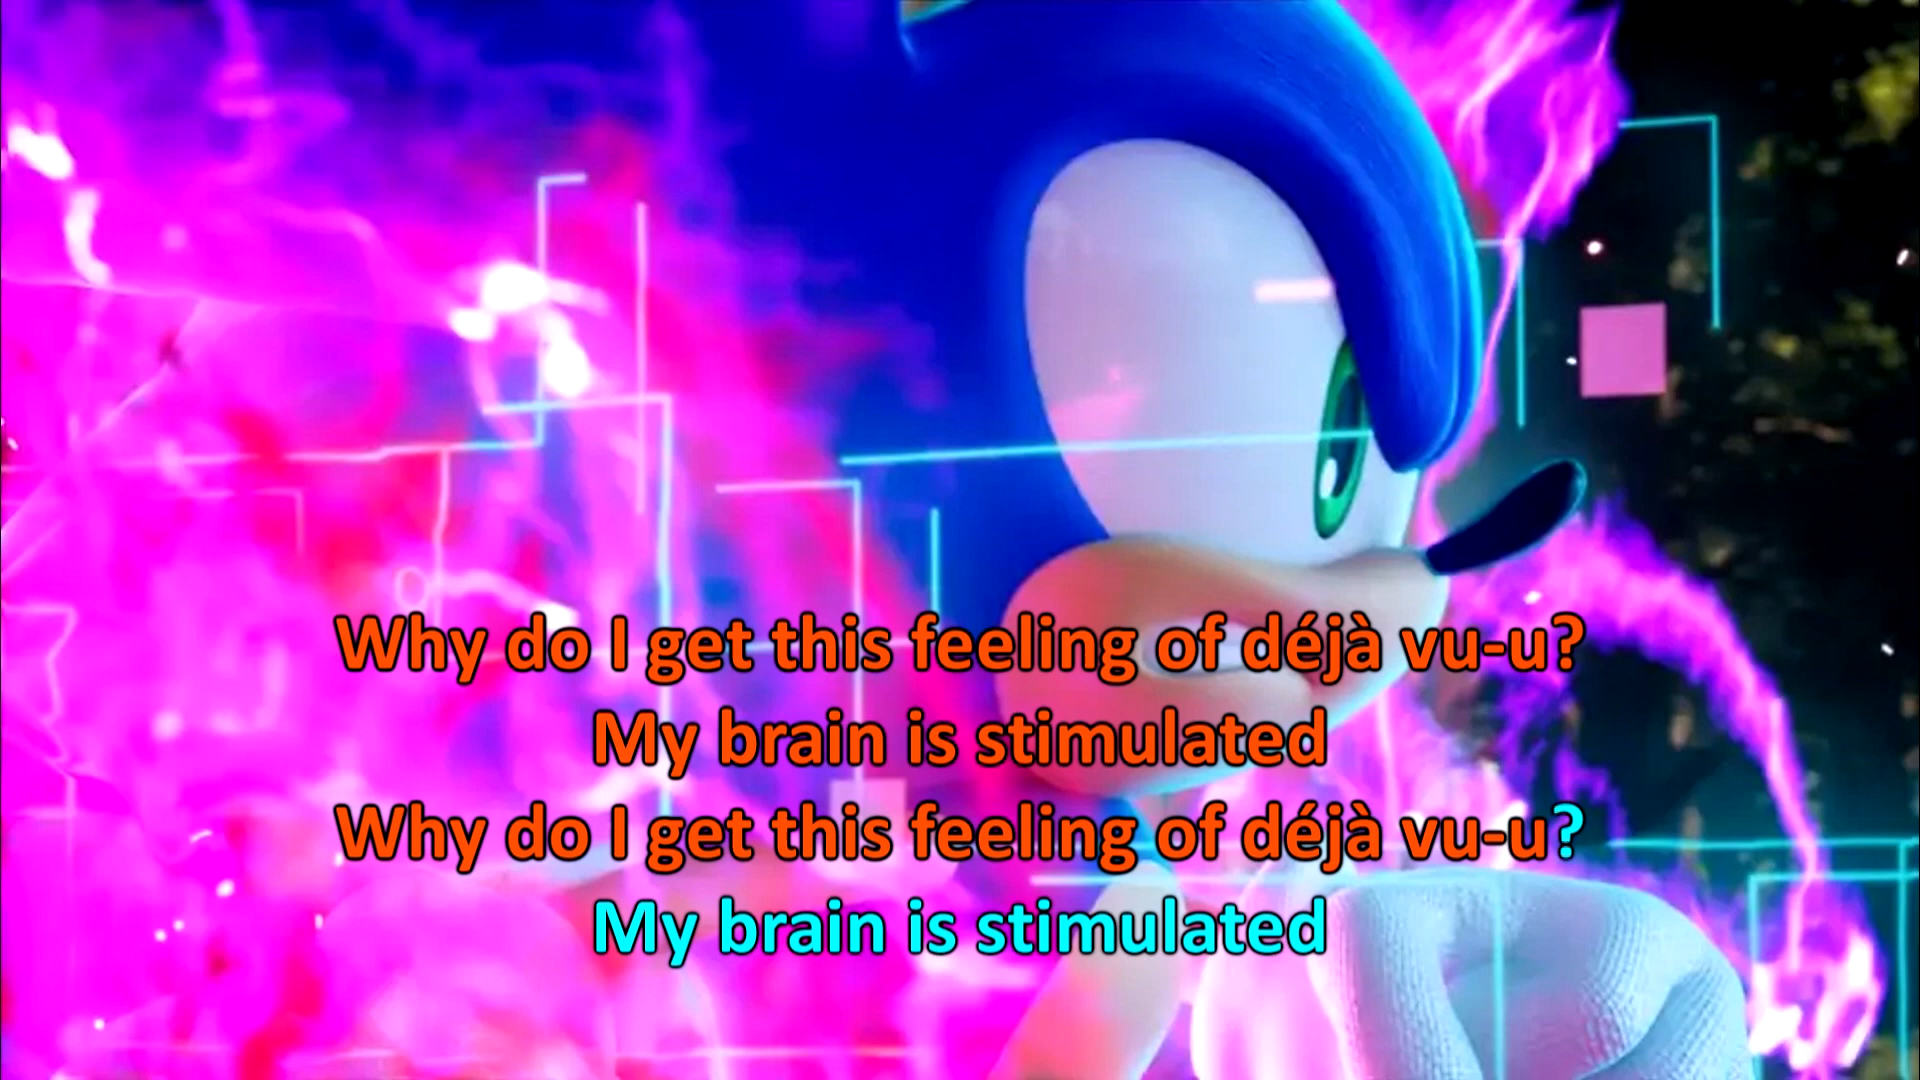 Why do I get this feeling of déjà vu-u?
My brain is stimulated
Why do I get this feeling of déjà vu-u?
My brain is stimulated